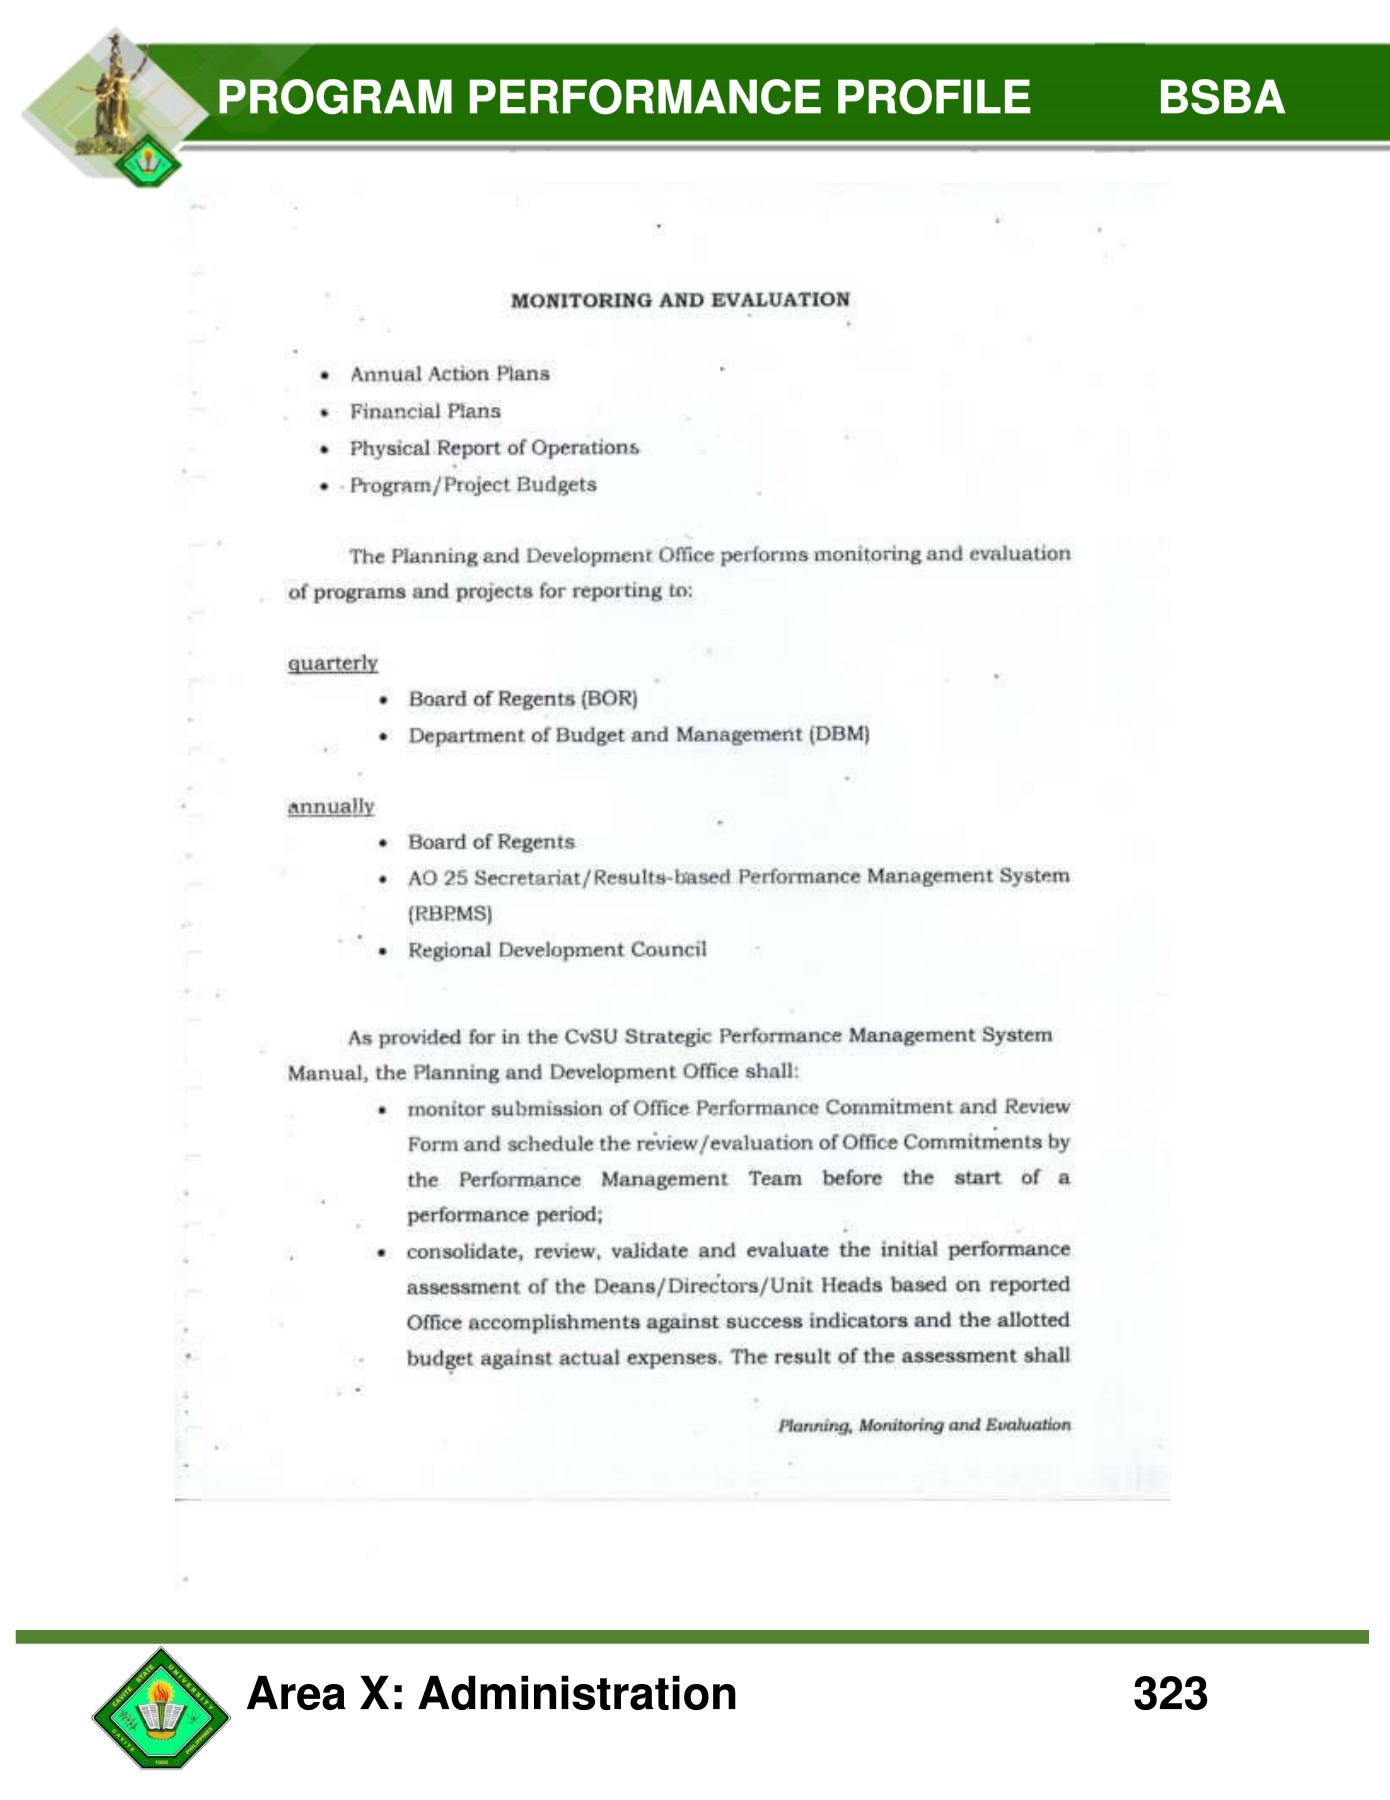 PROGRAM PERFORMANCE PROFILE BSBA
MONITORING AND EVALUATION
• Annual Action Plans
• Financial Plans
• Physical Report of Operations
• Program/Project Budgets
The Planning and Development Office performs monitoring and evaluation
of programs and projects for reporting to:
quarterly
• Board of Regents (BOR)
• Department of Budget and Management (DBM)
annually
• Board of Regents
• AO 25 Secretariat/Results-based Performance Management System
(RBPMS)
• Regional Development Council
As provided for in the CvSU Strategic Performance Management System
Manual, the Planning and Development Office shall:
• monitor submission of Office Performance Commitment and Review
Form and schedule the review/evaluation of Office Commitments by
the Performance Management Team before the start of a
performance period;
• consolidate, review, validate and evaluate the initial performance
assessment of the Deans/Directors/Unit Heads based on reported
Office accomplishments against success indicators and the allotted
budget against actual expenses. The result of the assessment shall
Planning, Monitoring and Evaluation
CAVITE STATE UNIVERSITY
CAVITE 1906 PHILIPPINES
Area X: Administration 323